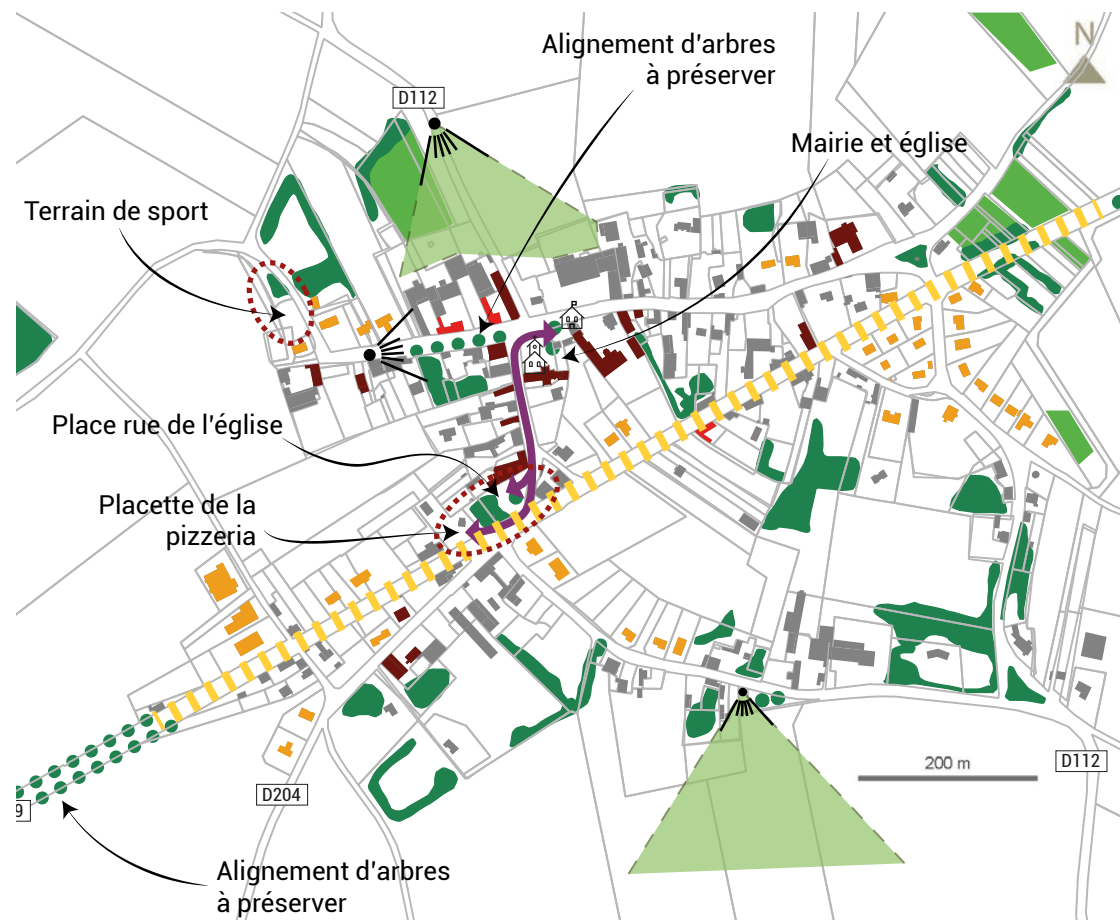 Alignement d'arbres
à préserver
N
D112
Mairie et église
Terrain de sport
Place rue de l'église
Placette de la
pizzeria
200 m
D112
D204
9
Alignement d'arbres
à préserver